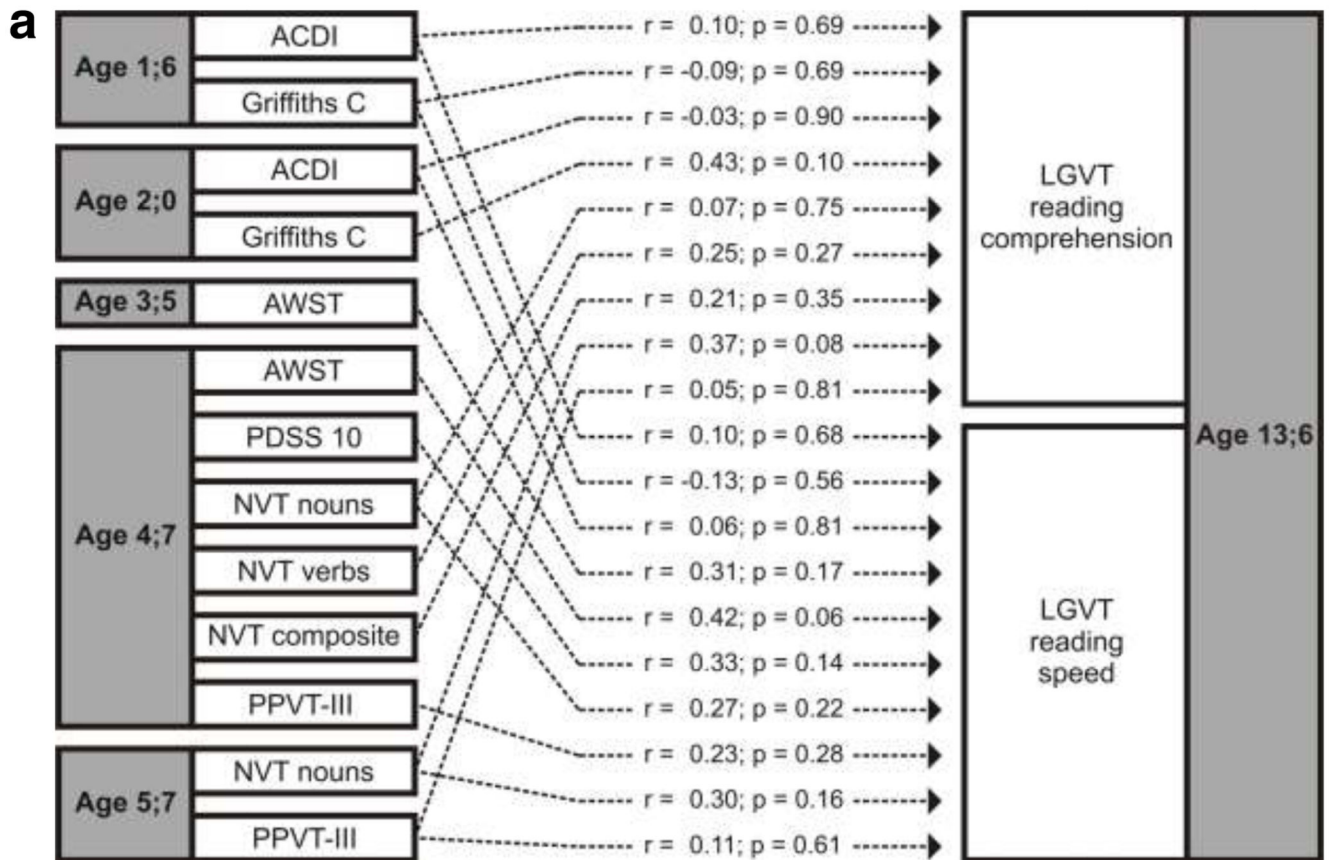 a
Age 1;6
ACDI
Griffiths C
Age 2;0
ACDI
Griffiths C
Age 3;5
AWST
Age 4;7
AWST
PDSS 10
NVT nouns
NVT verbs
NVT composite
PPVT-III
Age 5;7
NVT nouns
PPVT-III
r = 0.10; p = 0.69
r = -0.09; p = 0.69
r = -0.03; p = 0.90
r = 0.43; p = 0.10
r = 0.07; p = 0.75
r = 0.25; p = 0.27
r = 0.21; p = 0.35
r = 0.37; p = 0.08
r = 0.05; p = 0.81
r = 0.10; p = 0.68
r = -0.13; p = 0.56
r = 0.06; p = 0.81
r = 0.31; p = 0.17
r = 0.42; p = 0.06
r = 0.33; p = 0.14
r = 0.27; p = 0.22
r = 0.23; p = 0.28
r = 0.30; p = 0.16
r = 0.11; p = 0.61
LGVT
reading
comprehension
LGVT
reading
speed
Age 13;6